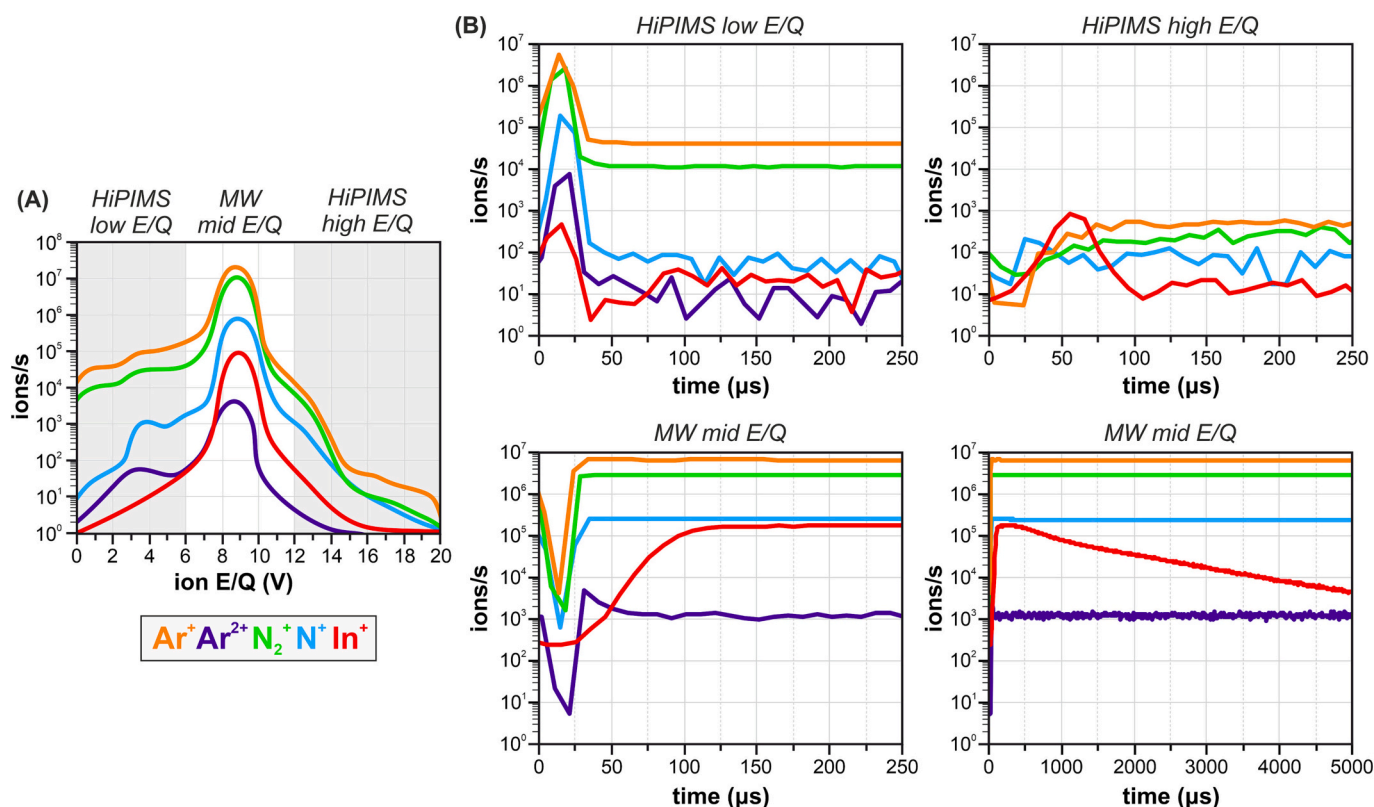 (A)
HiPIMS low E/Q
MW mid E/Q
HiPIMS high E/Q
ions/s
10⁸
10⁷
10⁶
10⁵
10⁴
10³
10²
10¹
10⁰
0 2 4 6 8 10 12 14 16 18 20
ion E/Q (V)
Ar⁺ Ar²⁺ N₂⁺ N⁺ In⁺
(B)
HiPIMS low E/Q
ions/s
10⁷
10⁶
10⁵
10⁴
10³
10²
10¹
10⁰
0 50 100 150 200 250
time (µs)
HiPIMS high E/Q
ions/s
10⁷
10⁶
10⁵
10⁴
10³
10²
10¹
10⁰
0 50 100 150 200 250
time (µs)
MW mid E/Q
ions/s
10⁷
10⁶
10⁵
10⁴
10³
10²
10¹
10⁰
0 50 100 150 200 250
time (µs)
MW mid E/Q
ions/s
10⁷
10⁶
10⁵
10⁴
10³
10²
10¹
10⁰
0 1000 2000 3000 4000 5000
time (µs)